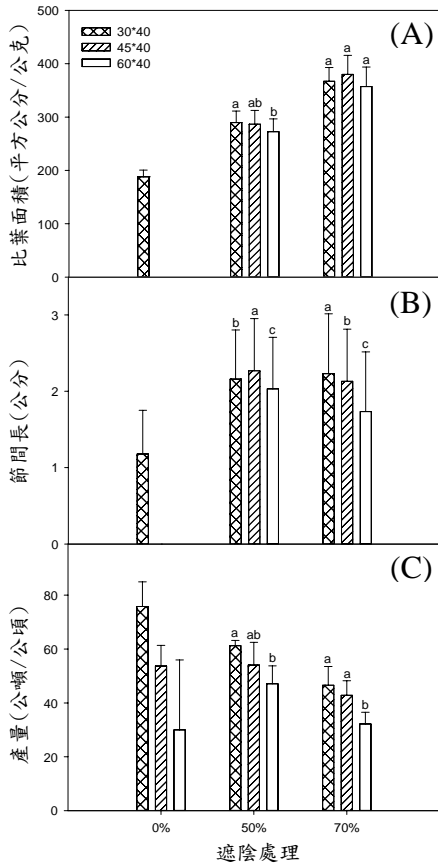 500
(A)
30*40
45*40
60*40
400
300
200
100
0
比葉面積(平方公分/公克)
a ab b
a a a
(B)
3
2
1
0
節間長(公分)
b a c
a b c
(C)
80
60
40
20
0
產量(公噸/公頃)
a ab b
a a b
0% 50% 70%
遮陰處理